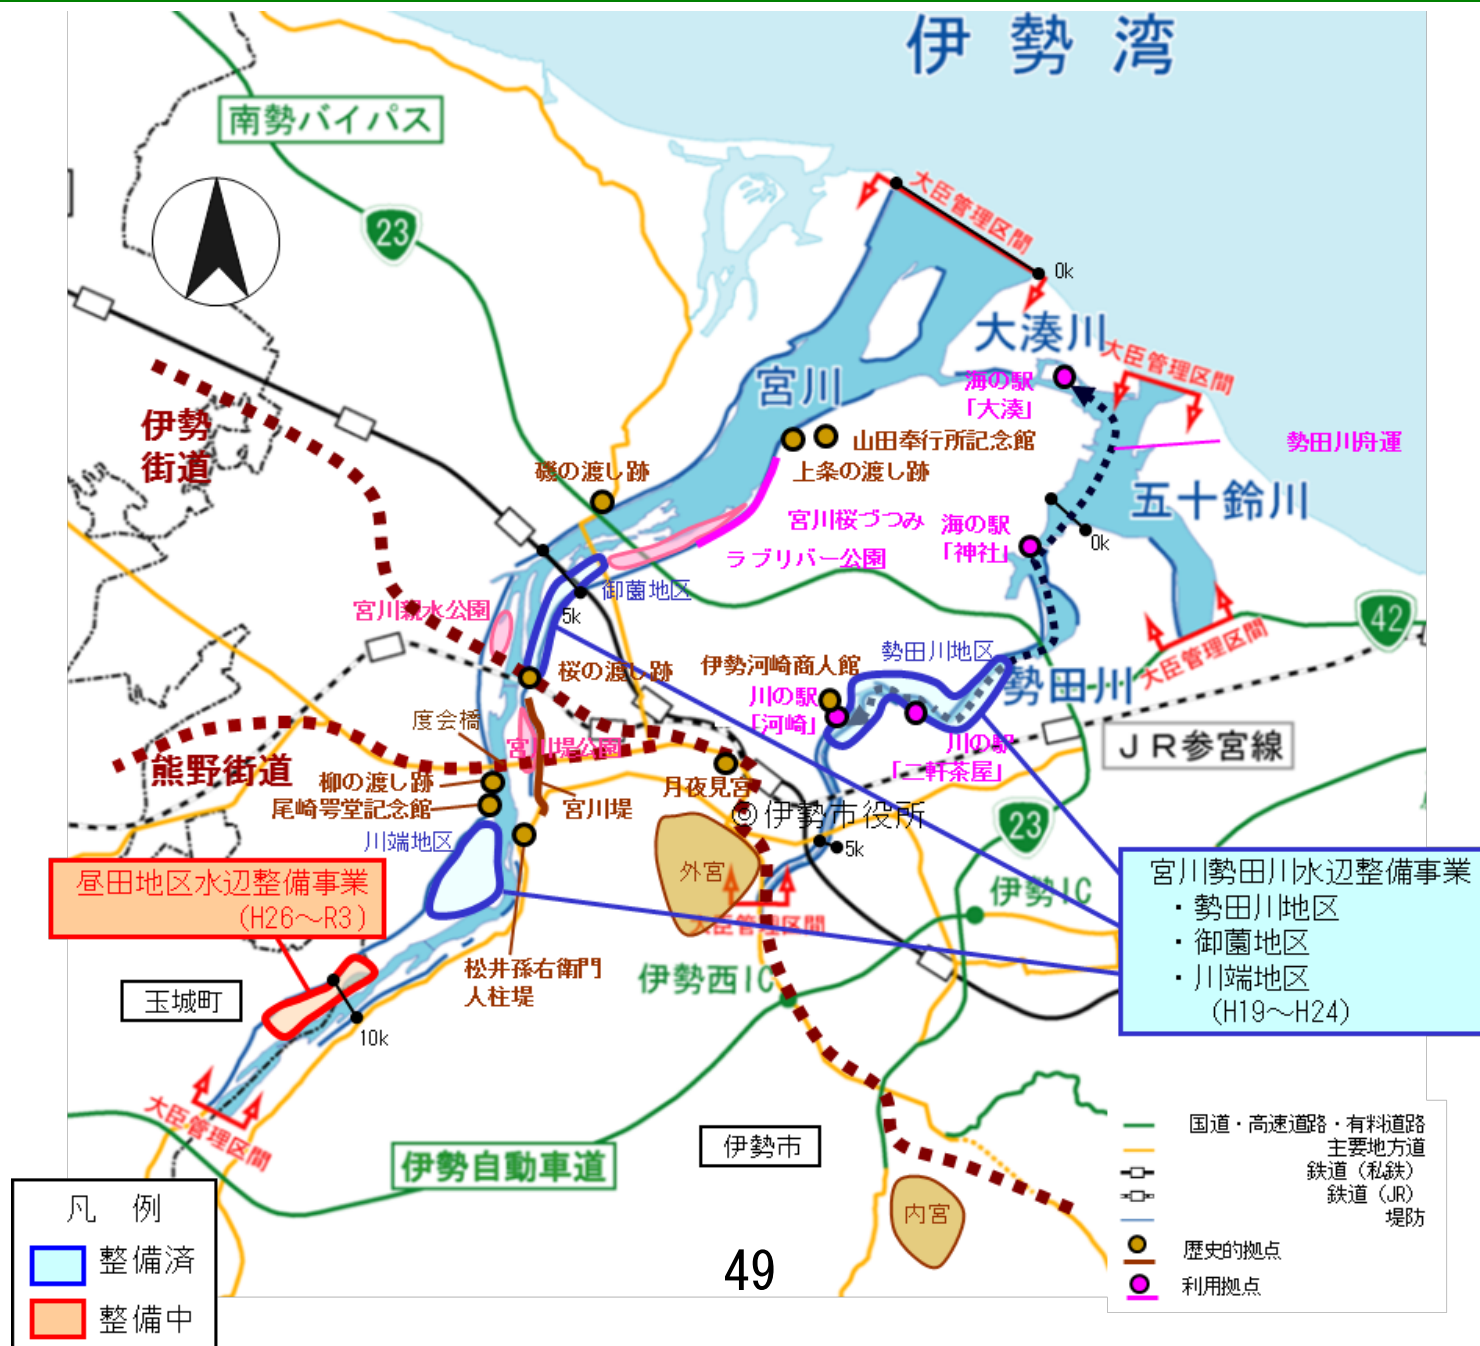 伊勢湾
南勢バイパス
大臣管理区間
23
0k
大湊川
大臣管理区間
海の駅
「大湊」
宮川
伊勢
街道
山田奉行所記念館
勢田川舟運
磯の渡し跡
上条の渡し跡
五十鈴川
宮川桜づつみ
海の駅
「神社」
0k
ラブリバー公園
御薗地区
宮川親水公園
5k
42
大臣管理区間
桜の渡し跡
伊勢河崎商人館
勢田川地区
川の駅
「河崎」
勢田川
度会橋
宮川堤公園
川の駅
「二軒茶屋」
JR参宮線
熊野街道
柳の渡し跡
尾崎咢堂記念館
月夜見宮
宮川堤
◎伊勢市役所
川端地区
5k
23
外宮
昼田地区水辺整備事業
(H26～R3)
宮川勢田川水辺整備事業
・勢田川地区
・御薗地区
・川端地区
(H19～H24)
伊勢IC
大臣管理区間
松井孫右衛門
人柱堤
伊勢西IC
玉城町
10k
大臣管理区間
伊勢市
伊勢自動車道
内宮
国道・高速道路・有料道路
主要地方道
鉄道（私鉄）
鉄道（JR）
堤防
歴史的拠点
利用拠点
凡 例
整備済
整備中
49